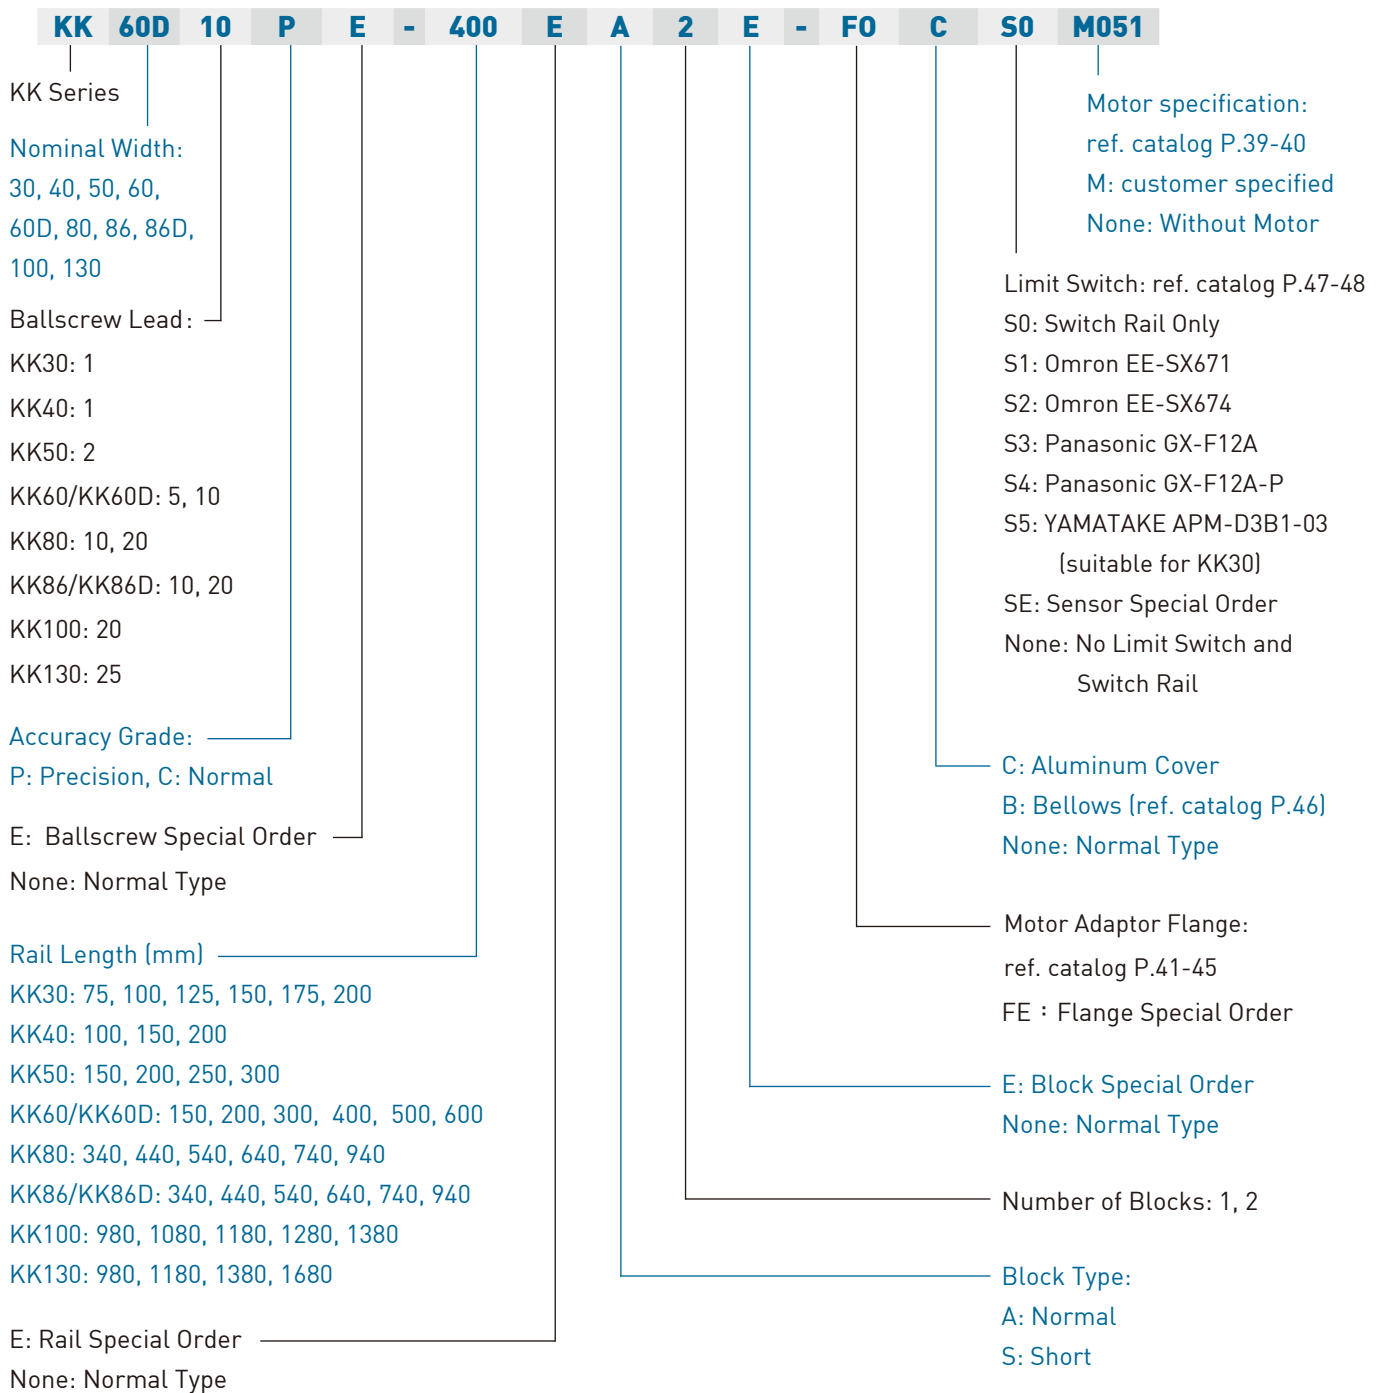 KK 60D 10 P E - 400 E A 2 E - F0 C S0 M051
KK Series
Nominal Width:
30, 40, 50, 60,
60D, 80, 86, 86D,
100, 130
Ballscrew Lead:
KK30: 1
KK40: 1
KK50: 2
KK60/KK60D: 5, 10
KK80: 10, 20
KK86/KK86D: 10, 20
KK100: 20
KK130: 25
Accuracy Grade:
P: Precision, C: Normal
E: Ballscrew Special Order
None: Normal Type
Rail Length (mm)
KK30: 75, 100, 125, 150, 175, 200
KK40: 100, 150, 200
KK50: 150, 200, 250, 300
KK60/KK60D: 150, 200, 300, 400, 500, 600
KK80: 340, 440, 540, 640, 740, 940
KK86/KK86D: 340, 440, 540, 640, 740, 940
KK100: 980, 1080, 1180, 1280, 1380
KK130: 980, 1180, 1380, 1680
E: Rail Special Order
None: Normal Type
Motor specification:
ref. catalog P.39-40
M: customer specified
None: Without Motor
Limit Switch: ref. catalog P.47-48
S0: Switch Rail Only
S1: Omron EE-SX671
S2: Omron EE-SX674
S3: Panasonic GX-F12A
S4: Panasonic GX-F12A-P
S5: YAMATAKE APM-D3B1-03
(suitable for KK30)
SE: Sensor Special Order
None: No Limit Switch and
Switch Rail
C: Aluminum Cover
B: Bellows (ref. catalog P.46)
None: Normal Type
Motor Adaptor Flange:
ref. catalog P.41-45
FE：Flange Special Order
E: Block Special Order
None: Normal Type
Number of Blocks: 1, 2
Block Type:
A: Normal
S: Short